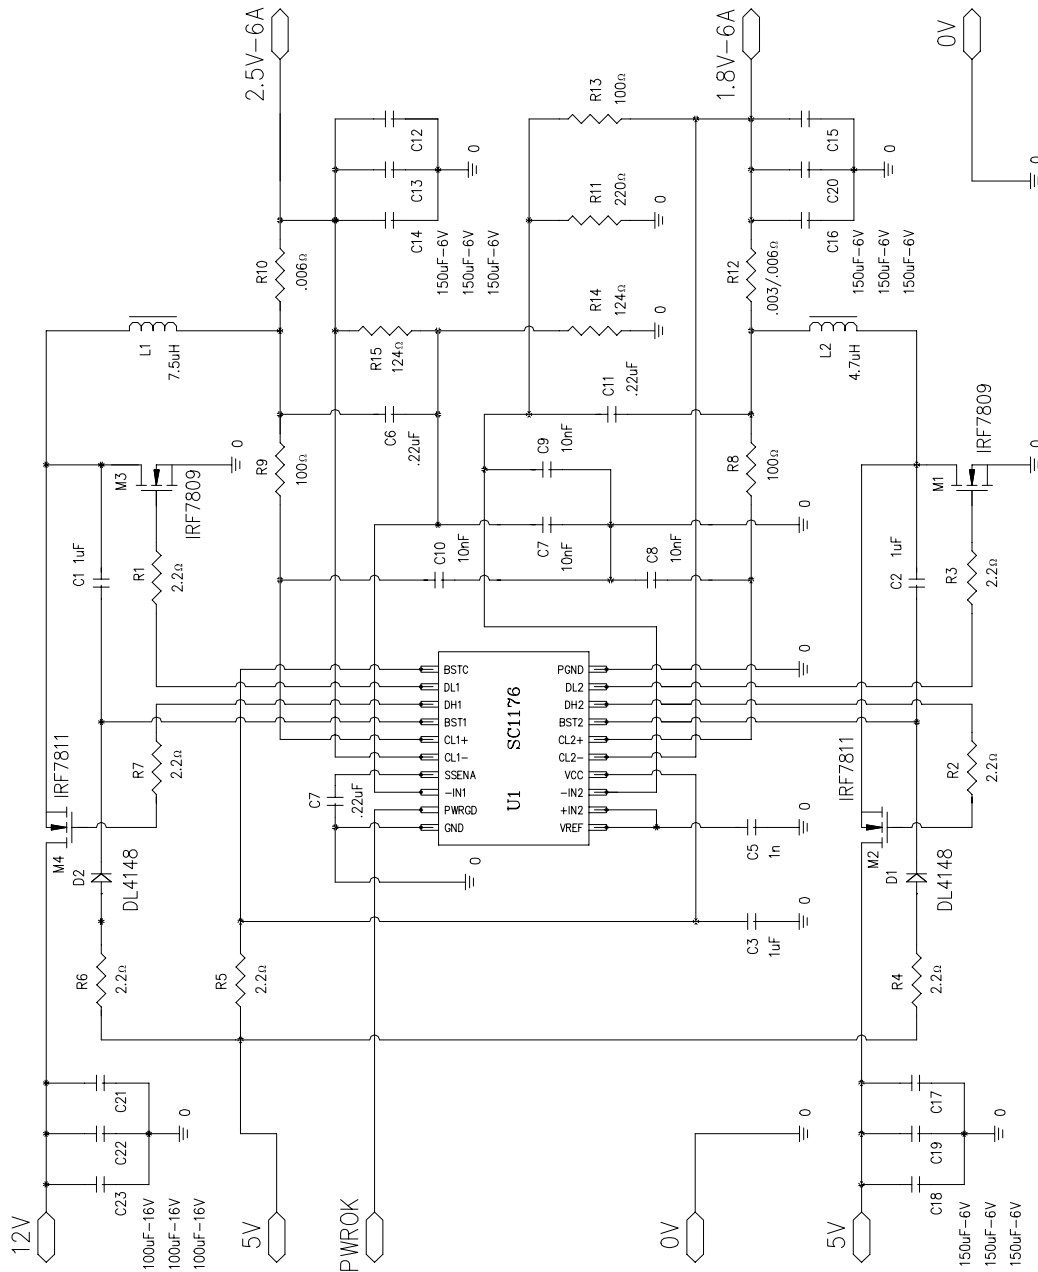 2.5V-6A
1.8V-6A
0V
R13
100Ω
C12
C13
C14
150uF-6V
150uF-6V
150uF-6V
0
R11
220Ω
0
C15
C20
C16
150uF-6V
150uF-6V
150uF-6V
0
0
R10
.006Ω
R12
.003/.006Ω
L1
7.5uH
R15
124Ω
R14
124Ω
0
L2
4.7uH
C6
.22uF
C11
.22uF
M3
IRF7809
0
R9
100Ω
C9
10nF
R8
100Ω
M1
IRF7809
0
C1 1uF
R1
2.2Ω
C10
10nF
C7
10nF
C8
10nF
0
C2
1uF
R3
2.2Ω
BSTC
DL1
DH1
BST1
CL1+
CL1-
SSENA
-IN1
PWRGD
GND
U1
SC1176
PGND
DL2
DH2
BST2
CL2+
CL2-
VCC
-IN2
+IN2
VREF
0
M4
IRF7811
R7
2.2Ω
C7
.22uF
0
C5
1n
0
M2
IRF7811
R2
2.2Ω
D2
DL4148
D1
DL4148
R6
2.2Ω
R5
2.2Ω
C3
1uF
0
R4
2.2Ω
C21
C22
C23
100uF-16V
100uF-16V
100uF-16V
0
0
C17
C19
C18
150uF-6V
150uF-6V
150uF-6V
0
12V
5V
PWROK
0V
5V